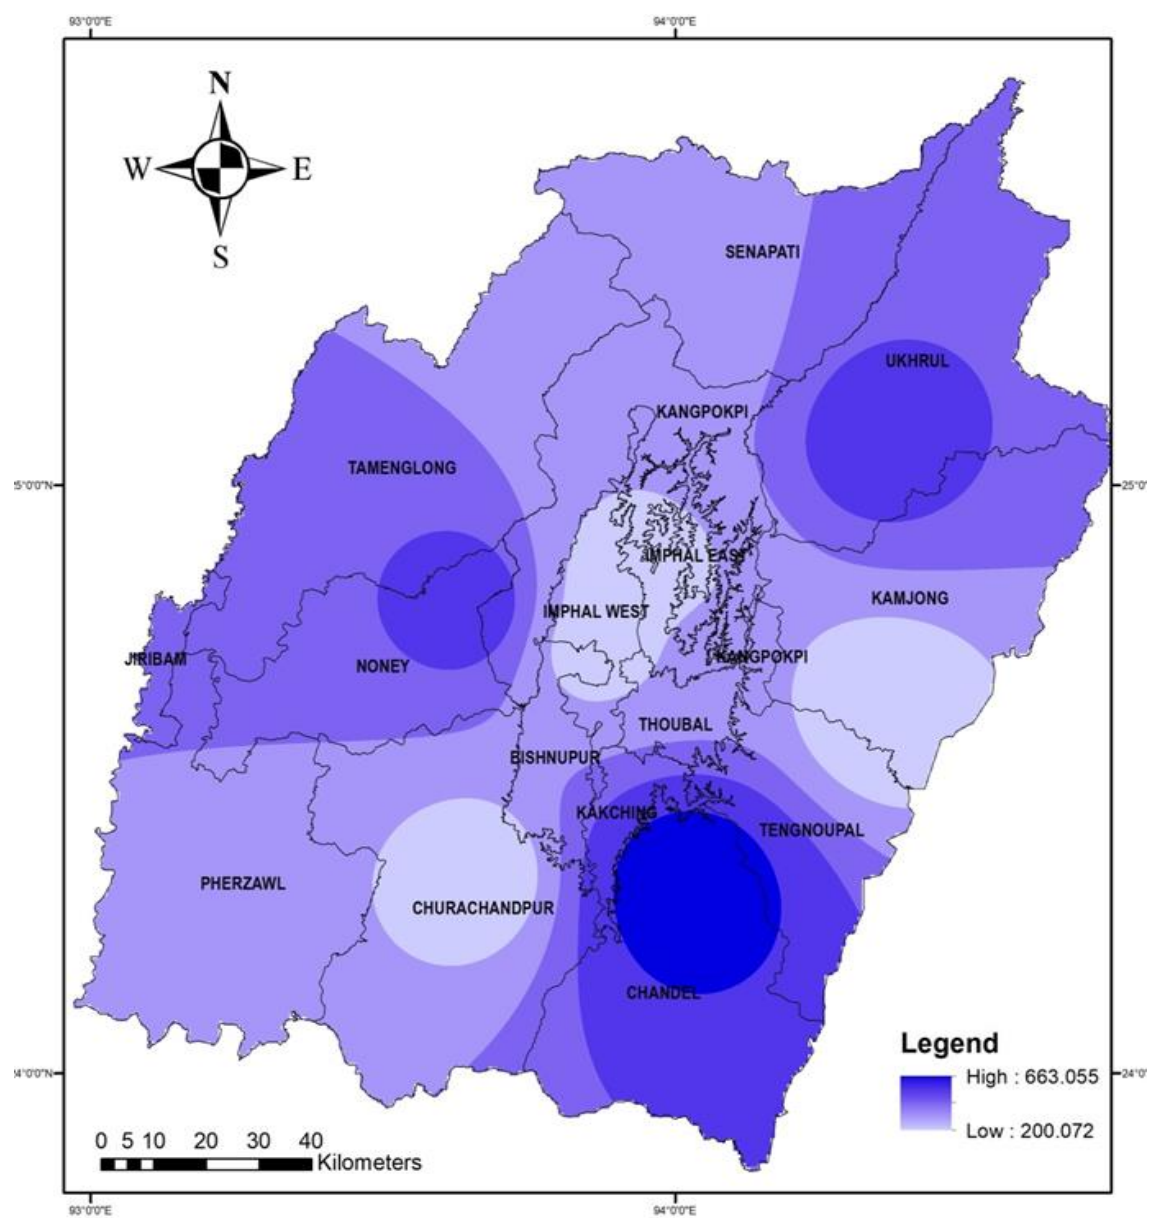 93°0'0"E 94°0'0"E
N
W E
S
SENAPATI
UKHRUL
KANGPOKPI
TAMENGLONG
25°0'0"N 25°0'
IMPHAL EAST
KAMJONG
IMPHAL WEST
JIRIBAM
NONEY
KANGPOKPI
THOUBAL
BISHNUPUR
KAKCHING
TENGNOUPAL
PHERZAWL
CHURACHANDPUR
CHANDEL
Legend
High : 663.055
Low : 200.072
24°0'0"N 24°0'
0 5 10 20 30 40
Kilometers
93°0'0"E 94°0'0"E